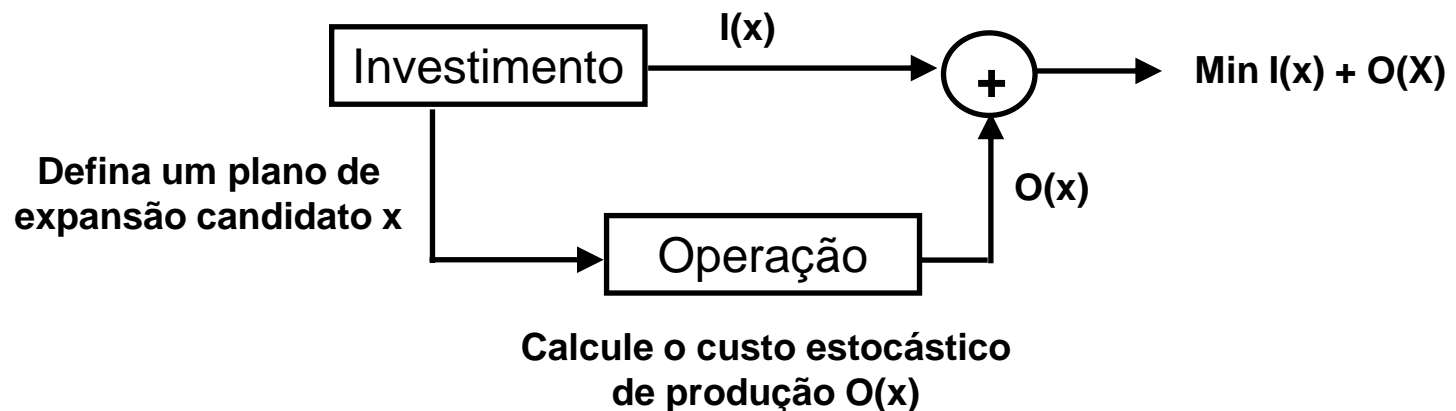 I(x)
Investimento
+
Min I(x) + O(X)
Defina um plano de
expansão candidato x
O(x)
Operação
Calcule o custo estocástico
de produção O(x)